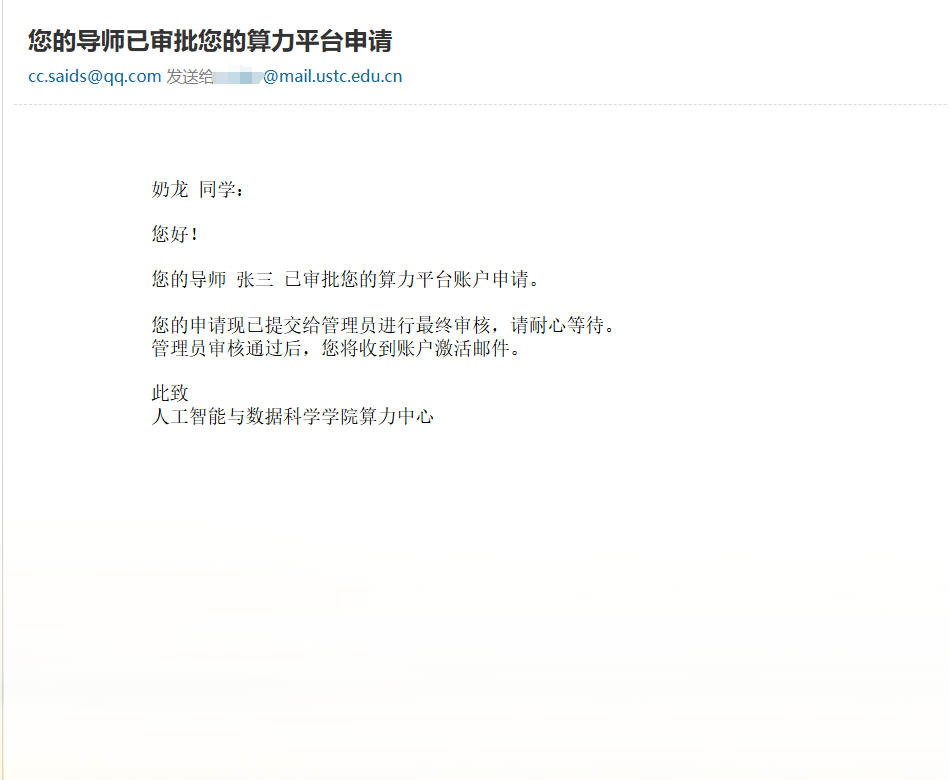 您的导师已审批您的算力平台申请
cc.saids@qq.com 发送给 @mail.ustc.edu.cn
奶龙 同学：
您好！
您的导师 张三 已审批您的算力平台账户申请。
您的申请现已提交给管理员进行最终审核，请耐心等待。
管理员审核通过后，您将收到账户激活邮件。
此致
人工智能与数据科学学院算力中心